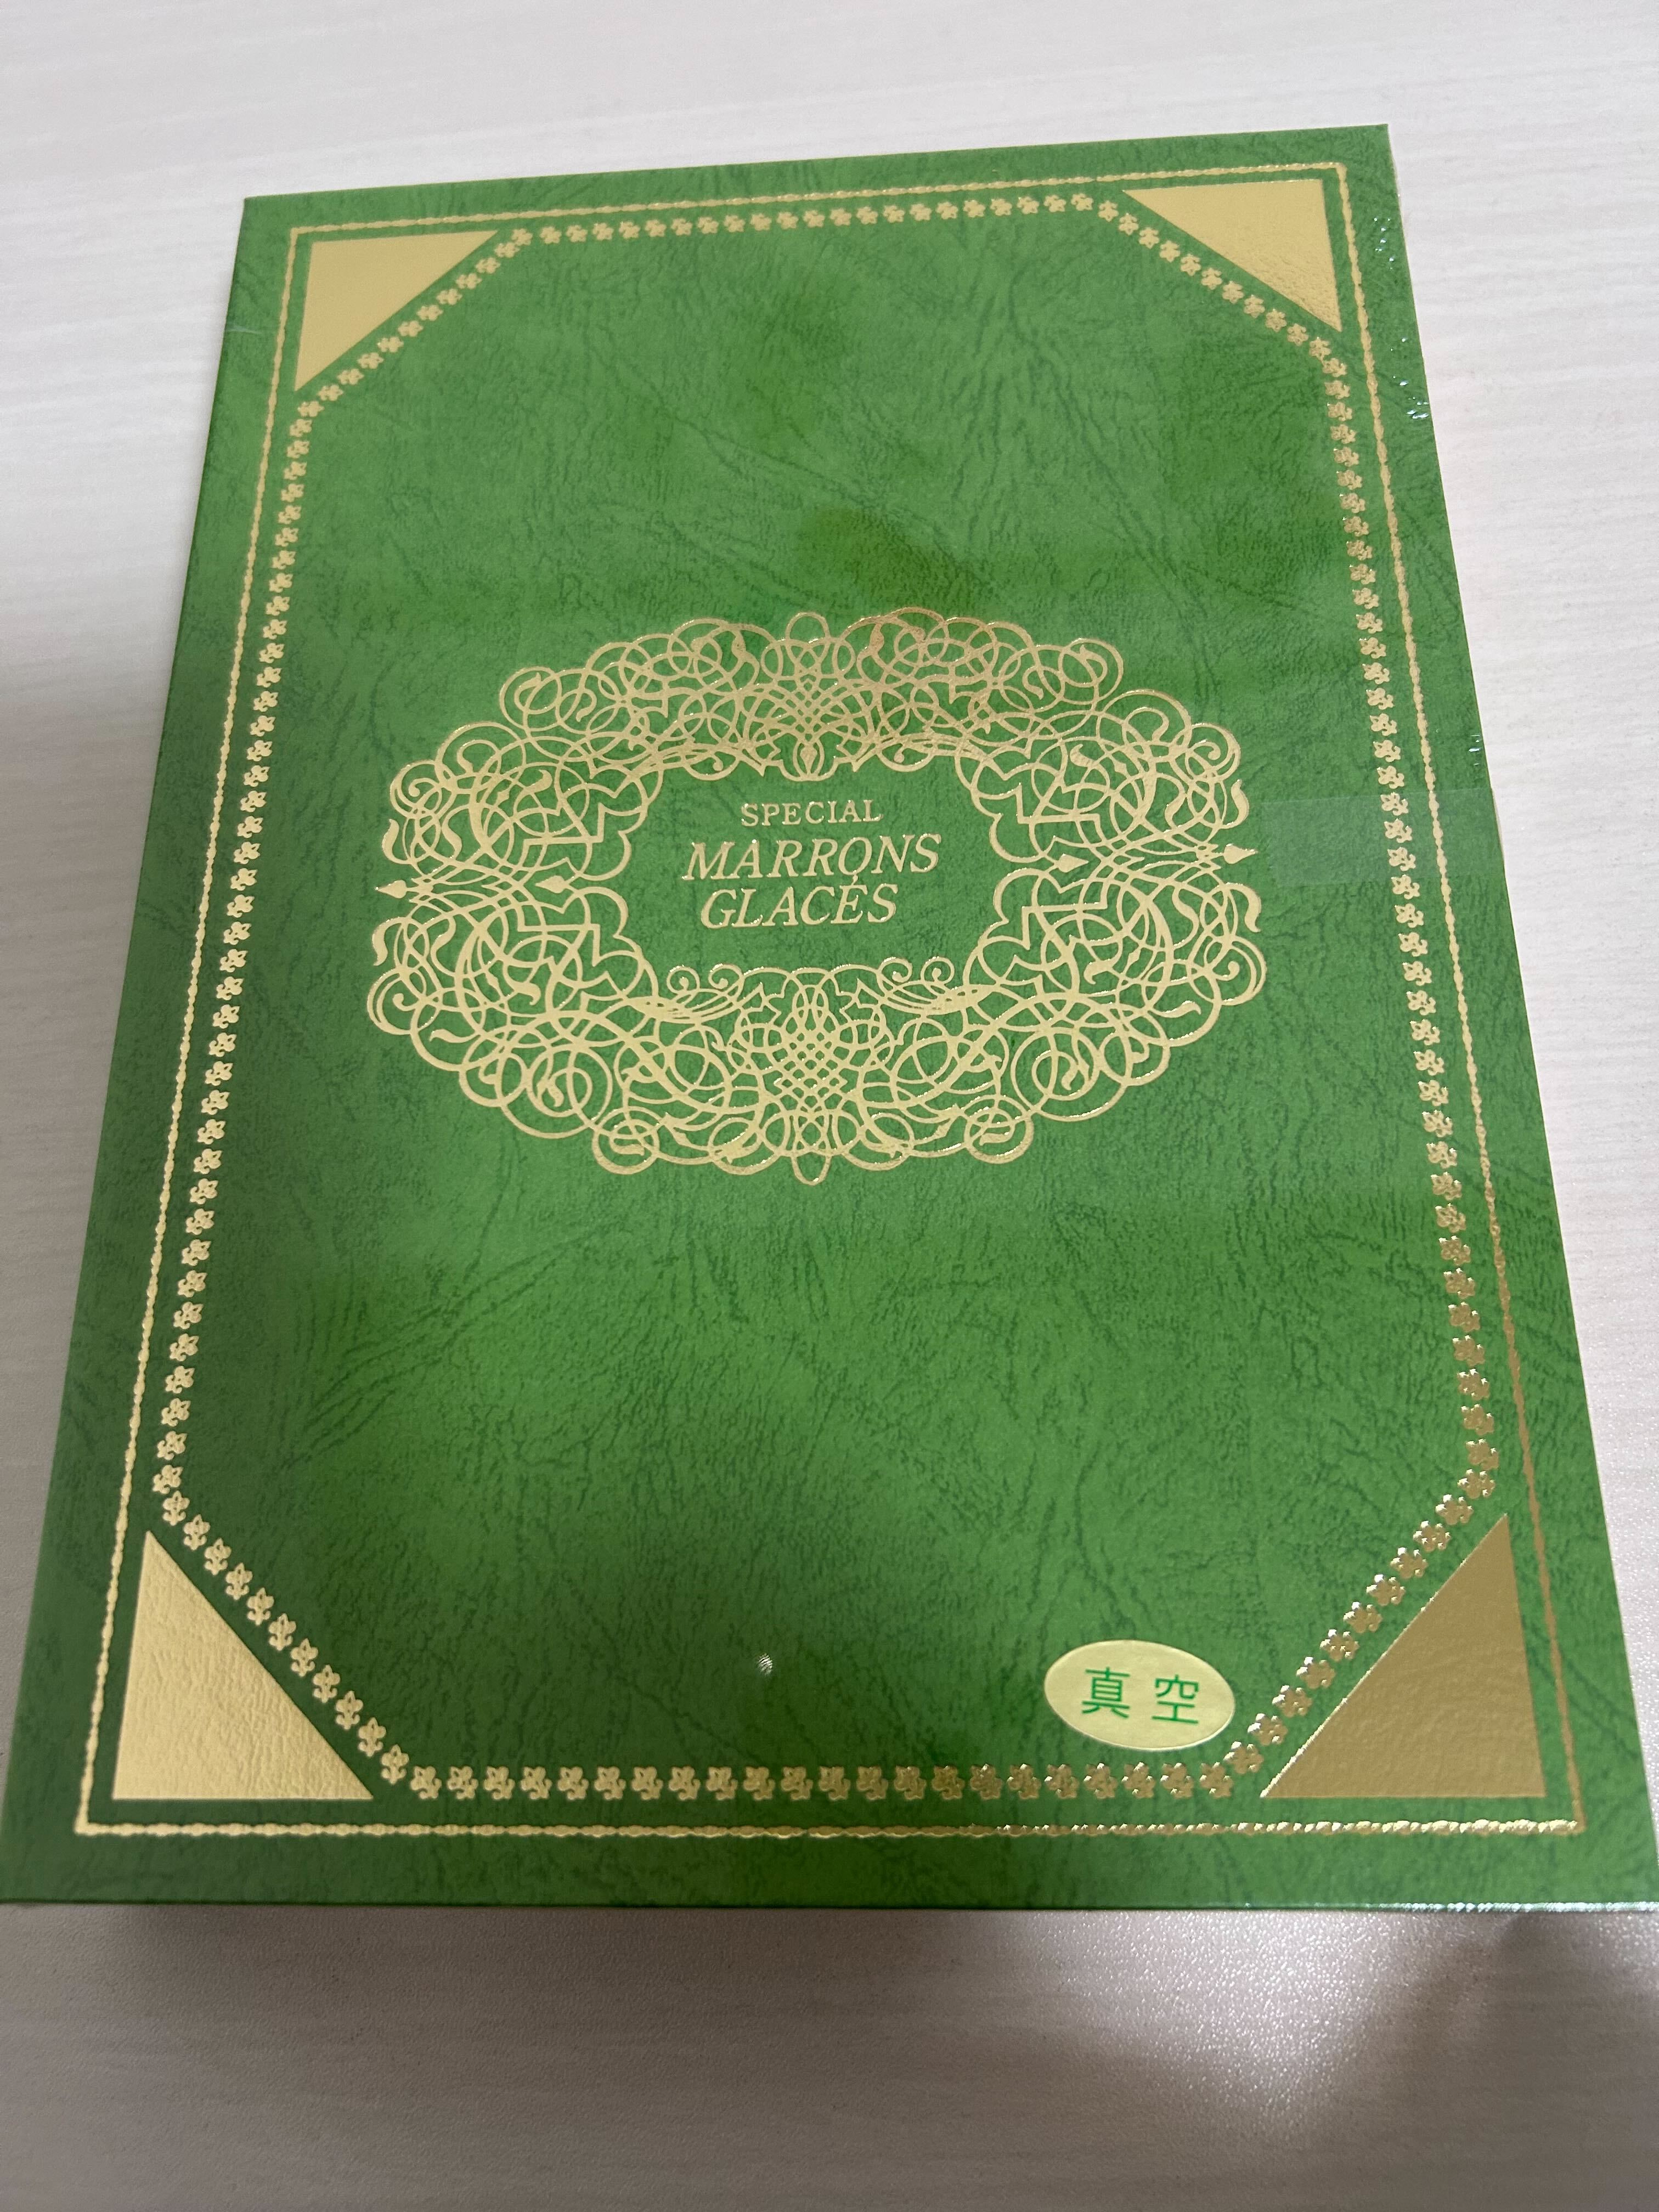 SPECIAL
MARRONS
GLACÉS
真空